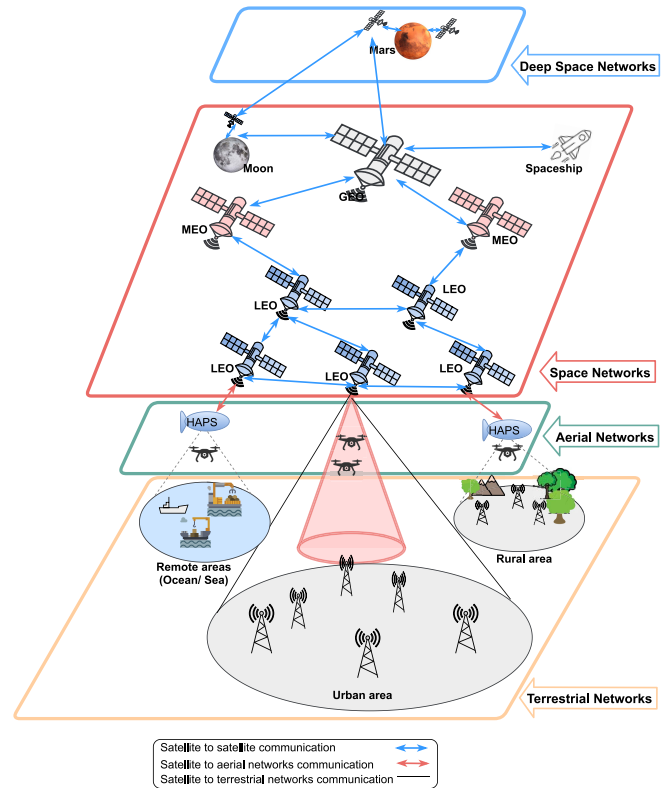 Mars
Deep Space Networks
Moon
Spaceship
GEO
MEO
MEO
LEO
LEO
LEO
LEO
LEO
Space Networks
HAPS
HAPS
Aerial Networks
Remote areas
(Ocean/ Sea)
Rural area
Urban area
Terrestrial Networks
Satellite to satellite communication
Satellite to aerial networks communication
Satellite to terrestrial networks communication